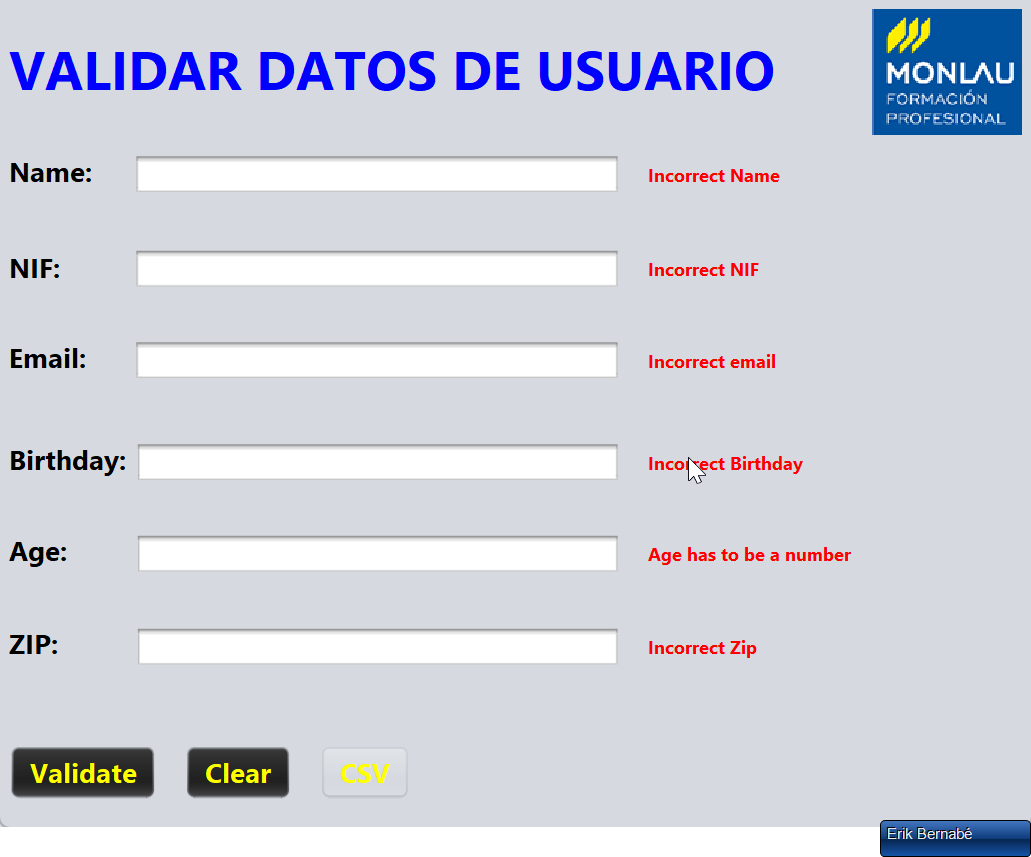 VALIDAR DATOS DE USUARIO
MONLAU
FORMACIÓN
PROFESIONAL
Name:
Incorrect Name
NIF:
Incorrect NIF
Email:
Incorrect email
Birthday:
Incorrect Birthday
Age:
Age has to be a number
ZIP:
Incorrect Zip
Validate
Clear
CSV
Erik Bernabé